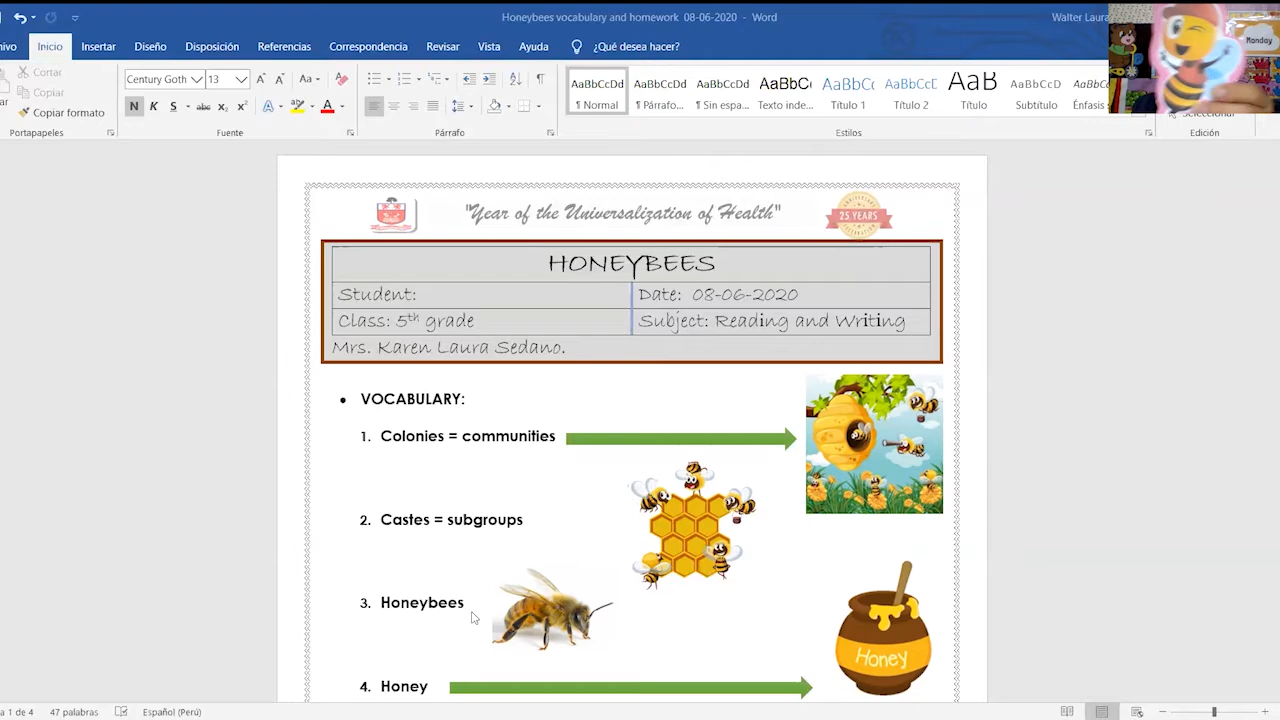 Honeybees vocabulary and homework 08-06-2020 - Word
Walter Laura
Inicio Insertar Diseño Disposición Referencias Correspondencia Revisar Vista Ayuda ¿Qué desea hacer?
Monday
Cortar
Copiar
Copiar formato
Century Goth 13
N K S abc x₂ x²
AaBbCcDd AaBbCcDd AaBbCcDd AaBbC AaBbC AaBbCcD AaB AaBbCcD
¶ Normal ¶ Párrafo... ¶ Sin espa... Texto inde... Título 1 Título 2 Título Subtítulo Énfasis
Portapapeles Fuente Párrafo Estilos Edición
"Year of the Universalization of Health"
25 YEARS
HONEYBEES
Student: Date: 08-06-2020
Class: 5th grade Subject: Reading and Writing
Mrs. Karen Laura Sedano.
• VOCABULARY:
1. Colonies = communities
2. Castes = subgroups
3. Honeybees
Honey
4. Honey
a 1 de 4 47 palabras Español (Perú)